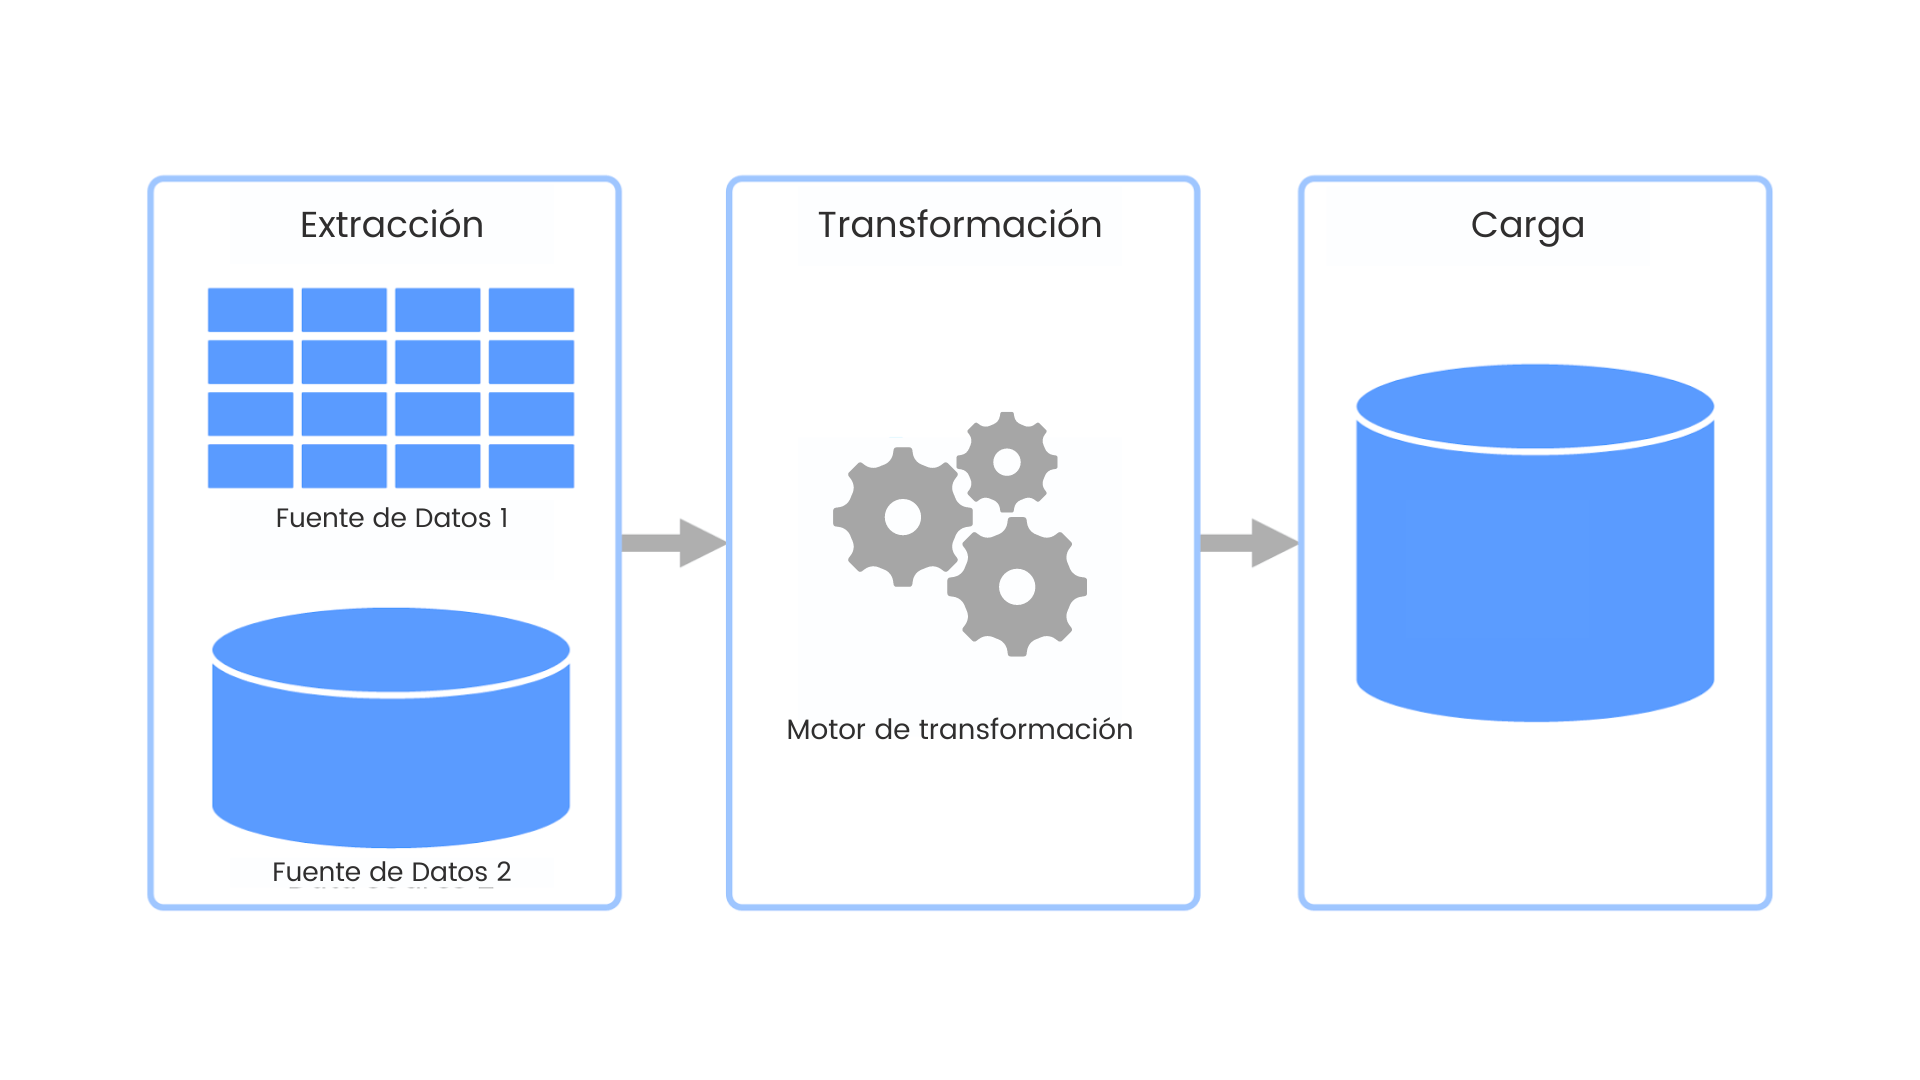 Extracción
Fuente de Datos 1
Fuente de Datos 2
Transformación
Motor de transformación
Carga